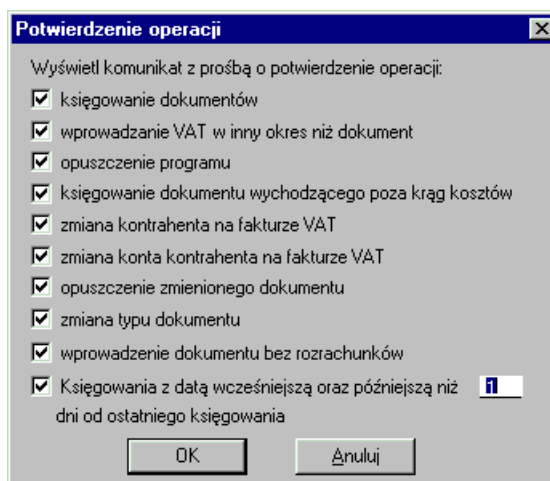 Potwierdzenie operacji
Wyświetl komunikat z prośbą o potwierdzenie operacji:
księgowanie dokumentów
wprowadzanie VAT w inny okres niż dokument
opuszczenie programu
księgowanie dokumentu wychodzącego poza krąg kosztów
zmiana kontrahenta na fakturze VAT
zmiana konta kontrahenta na fakturze VAT
opuszczenie zmienionego dokumentu
zmiana typu dokumentu
wprowadzenie dokumentu bez rozrachunków
Księgowania z datą wcześniejszą oraz późniejszą niż 1
dni od ostatniego księgowania
OK Anuluj